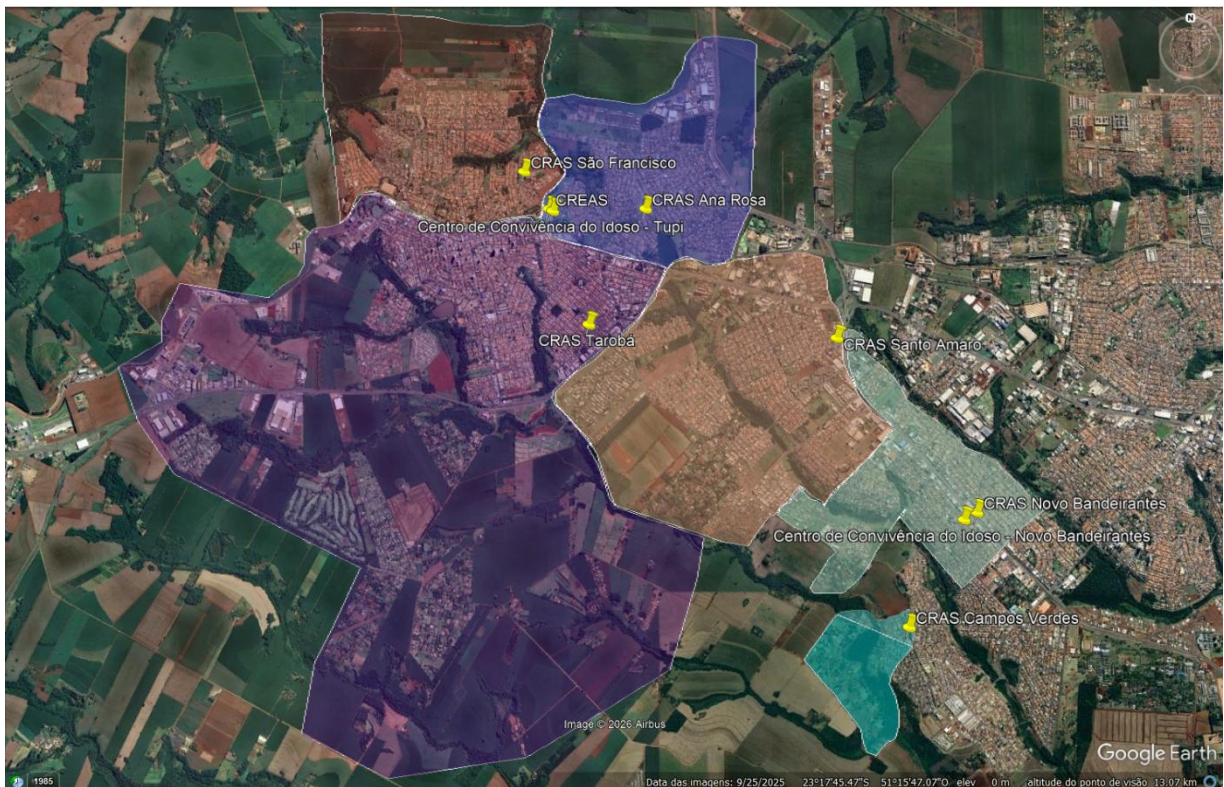 N
CRAS São Francisco
CREAS
CRAS Ana Rosa
Centro de Convivência do Idoso - Tupi
CRAS Tarobá
CRAS Santo Amaro
CRAS Novo Bandeirantes
Centro de Convivência do Idoso - Novo Bandeirantes
CRAS Campos Verdes
Image © 2026 Airbus
Google Earth
1985
Data das imagens: 9/25/2025 23°17'45.47"S 51°15'47.07"O elev 0 m altitude do ponto de visão 13.07 km